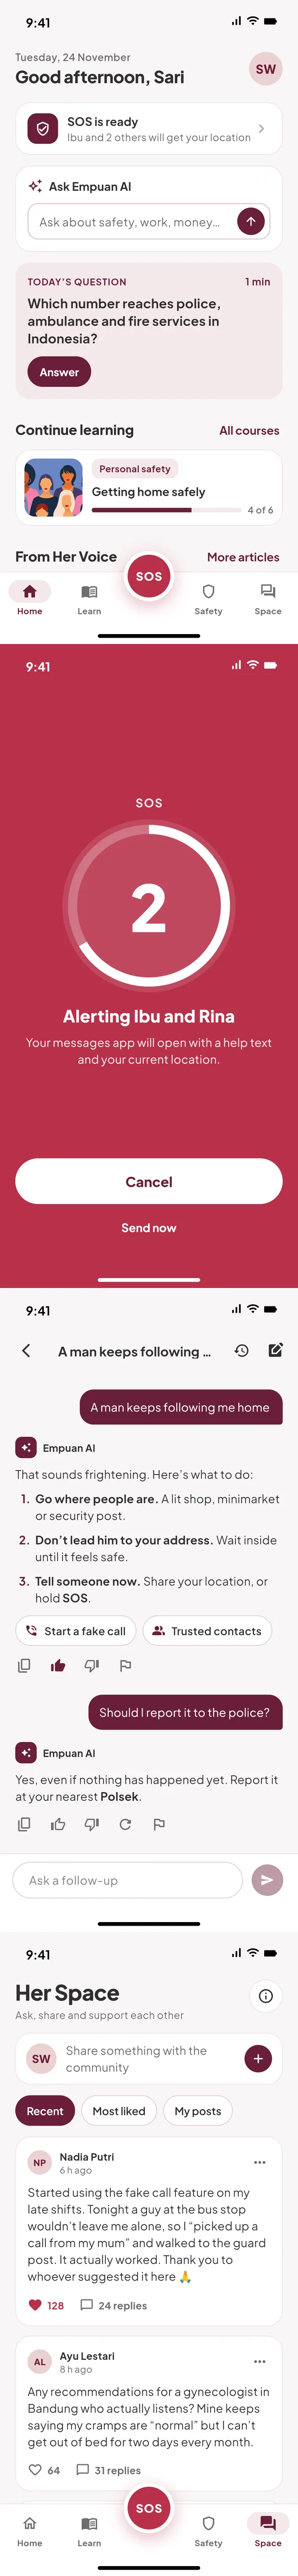 9:41
Tuesday, 24 November
Good afternoon, Sari
SW
SOS is ready
Ibu and 2 others will get your location
Ask Empuan AI
Ask about safety, work, money...
TODAY'S QUESTION
1 min
Which number reaches police,
ambulance and fire services in
Indonesia?
Answer
Continue learning
All courses
Personal safety
Getting home safely
4 of 6
From Her Voice
More articles
SOS
Home
Learn
Safety
Space
9:41
SOS
2
Alerting Ibu and Rina
Your messages app will open with a help text
and your current location.
Cancel
Send now
9:41
A man keeps following ...
A man keeps following me home
Empuan AI
That sounds frightening. Here's what to do:
1. Go where people are. A lit shop, minimarket
or security post.
2. Don't lead him to your address. Wait inside
until it feels safe.
3. Tell someone now. Share your location, or
hold SOS.
Start a fake call
Trusted contacts
Should I report it to the police?
Empuan AI
Yes, even if nothing has happened yet. Report it
at your nearest Polsek.
Ask a follow-up
9:41
Her Space
Ask, share and support each other
SW
Share something with the
community
Recent
Most liked
My posts
NP
Nadia Putri
6 h ago
Started using the fake call feature on my
late shifts. Tonight a guy at the bus stop
wouldn't leave me alone, so I “picked up a
call from my mum” and walked to the guard
post. It actually worked. Thank you to
whoever suggested it here 🙏
128
24 replies
AL
Ayu Lestari
8 h ago
Any recommendations for a gynecologist in
Bandung who actually listens? Mine keeps
saying my cramps are “normal” but I can't
get out of bed for two days every month.
64
31 replies
SOS
Home
Learn
Safety
Space